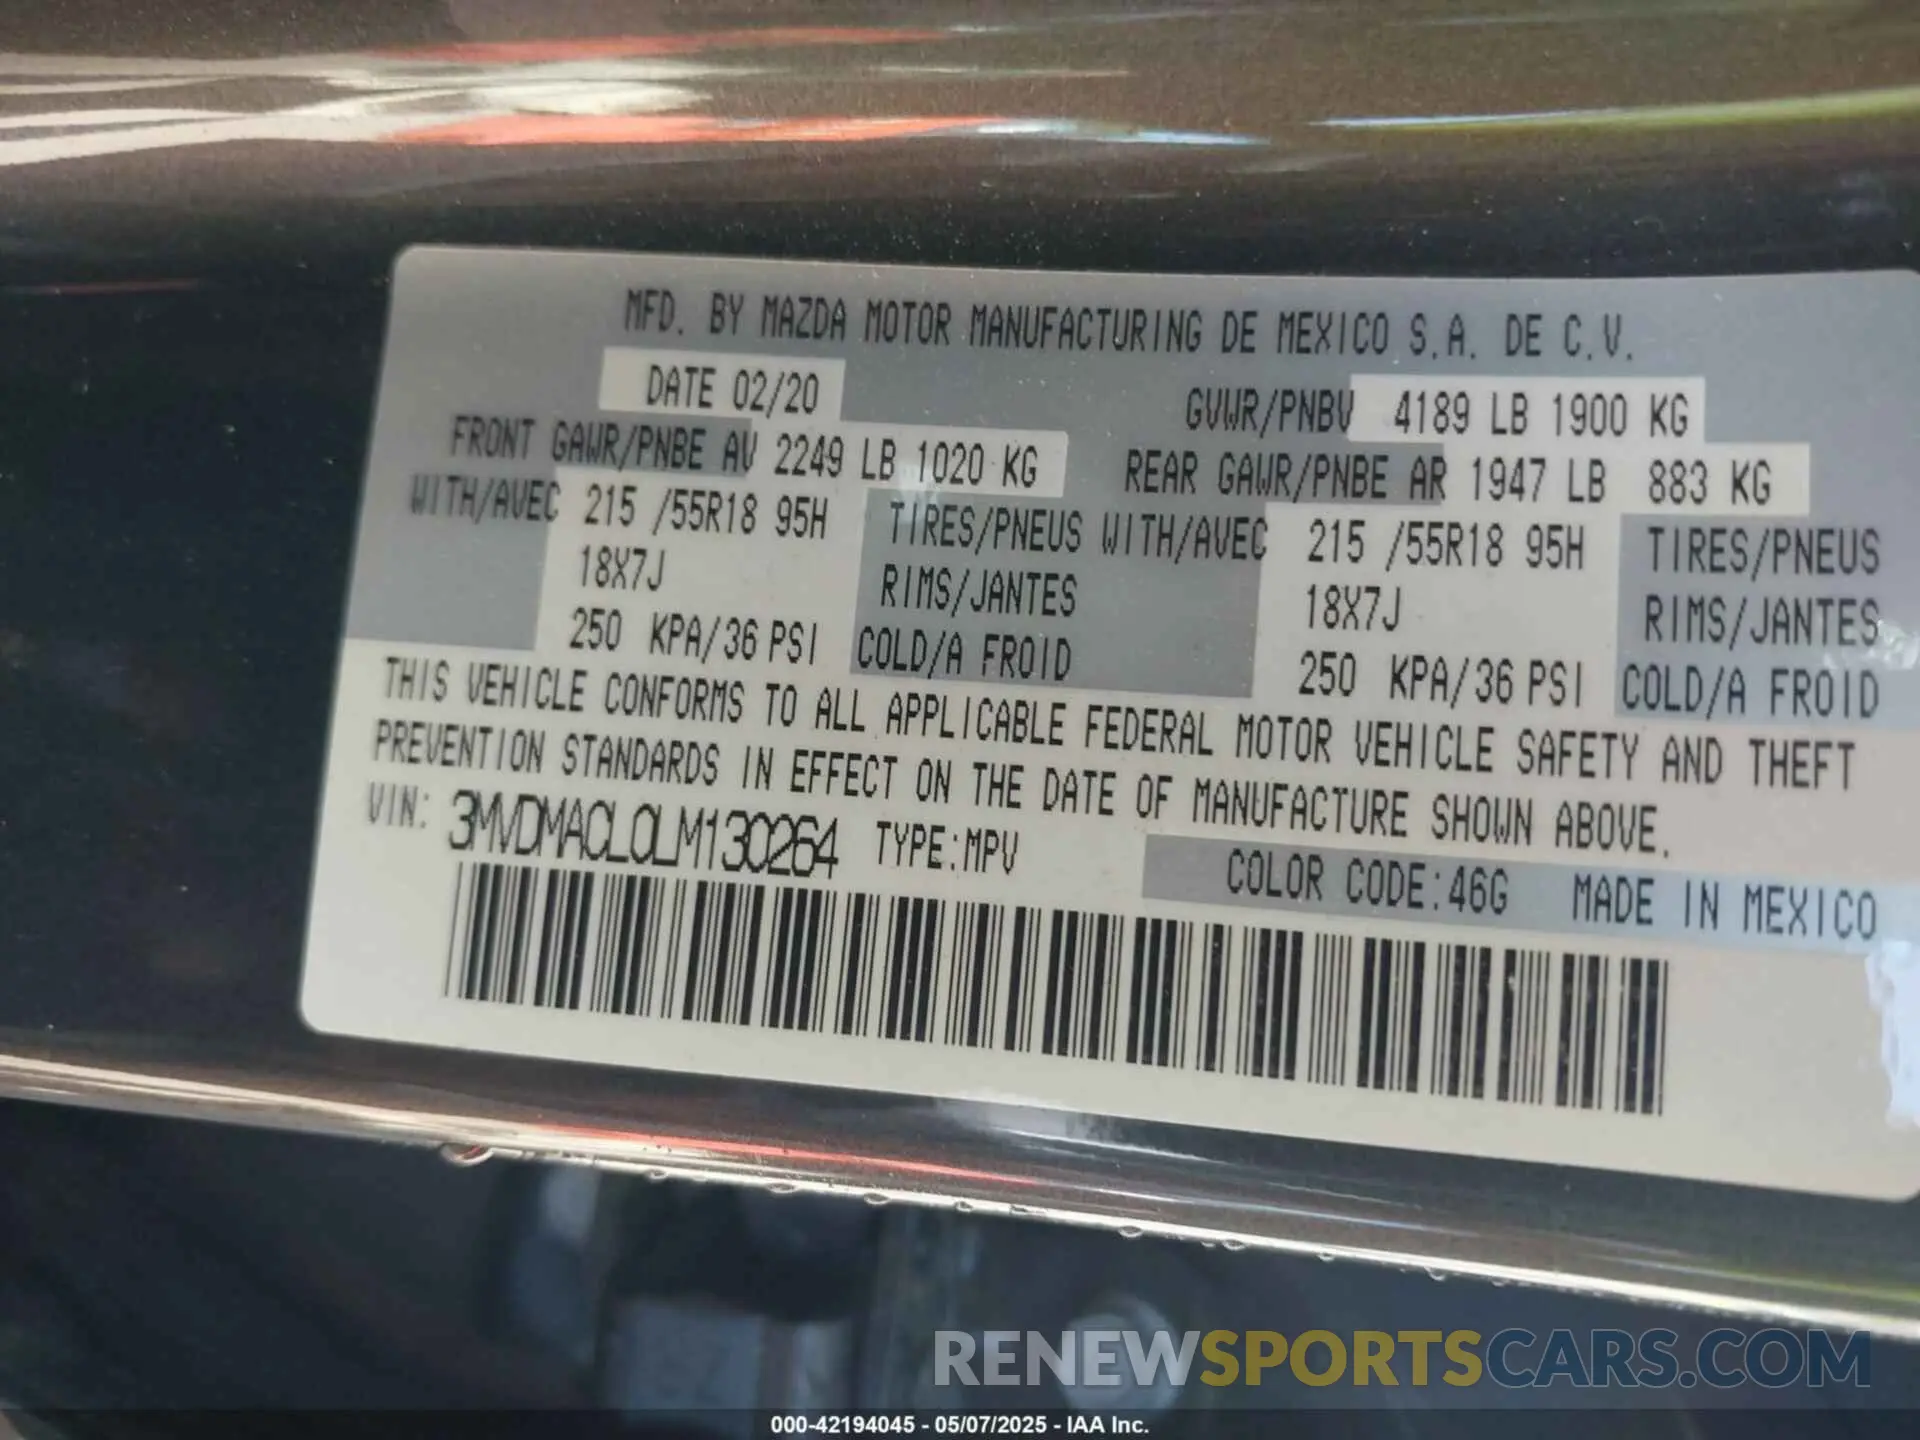 MFD. BY MAZDA MOTOR MANUFACTURING DE MEXICO S.A. DE C.V.
DATE 02/20 GVWR/PNBV 4189 LB 1900 KG
FRONT GAWR/PNBE AV 2249 LB 1020 KG REAR GAWR/PNBE AR 1947 LB 883 KG
WITH/AVEC 215 /55R18 95H TIRES/PNEUS WITH/AVEC 215 /55R18 95H TIRES/PNEUS
18X7J RIMS/JANTES 18X7J RIMS/JANTES
250 KPA/36 PSI COLD/A FROID 250 KPA/36 PSI COLD/A FROID
THIS VEHICLE CONFORMS TO ALL APPLICABLE FEDERAL MOTOR VEHICLE SAFETY AND THEFT
PREVENTION STANDARDS IN EFFECT ON THE DATE OF MANUFACTURE SHOWN ABOVE.
VIN: 3MVDMACL0LM130264 TYPE:MPV
COLOR CODE:46G MADE IN MEXICO
RENEWSPORTSCARS.COM
000-42194045 - 05/07/2025 - IAA Inc.